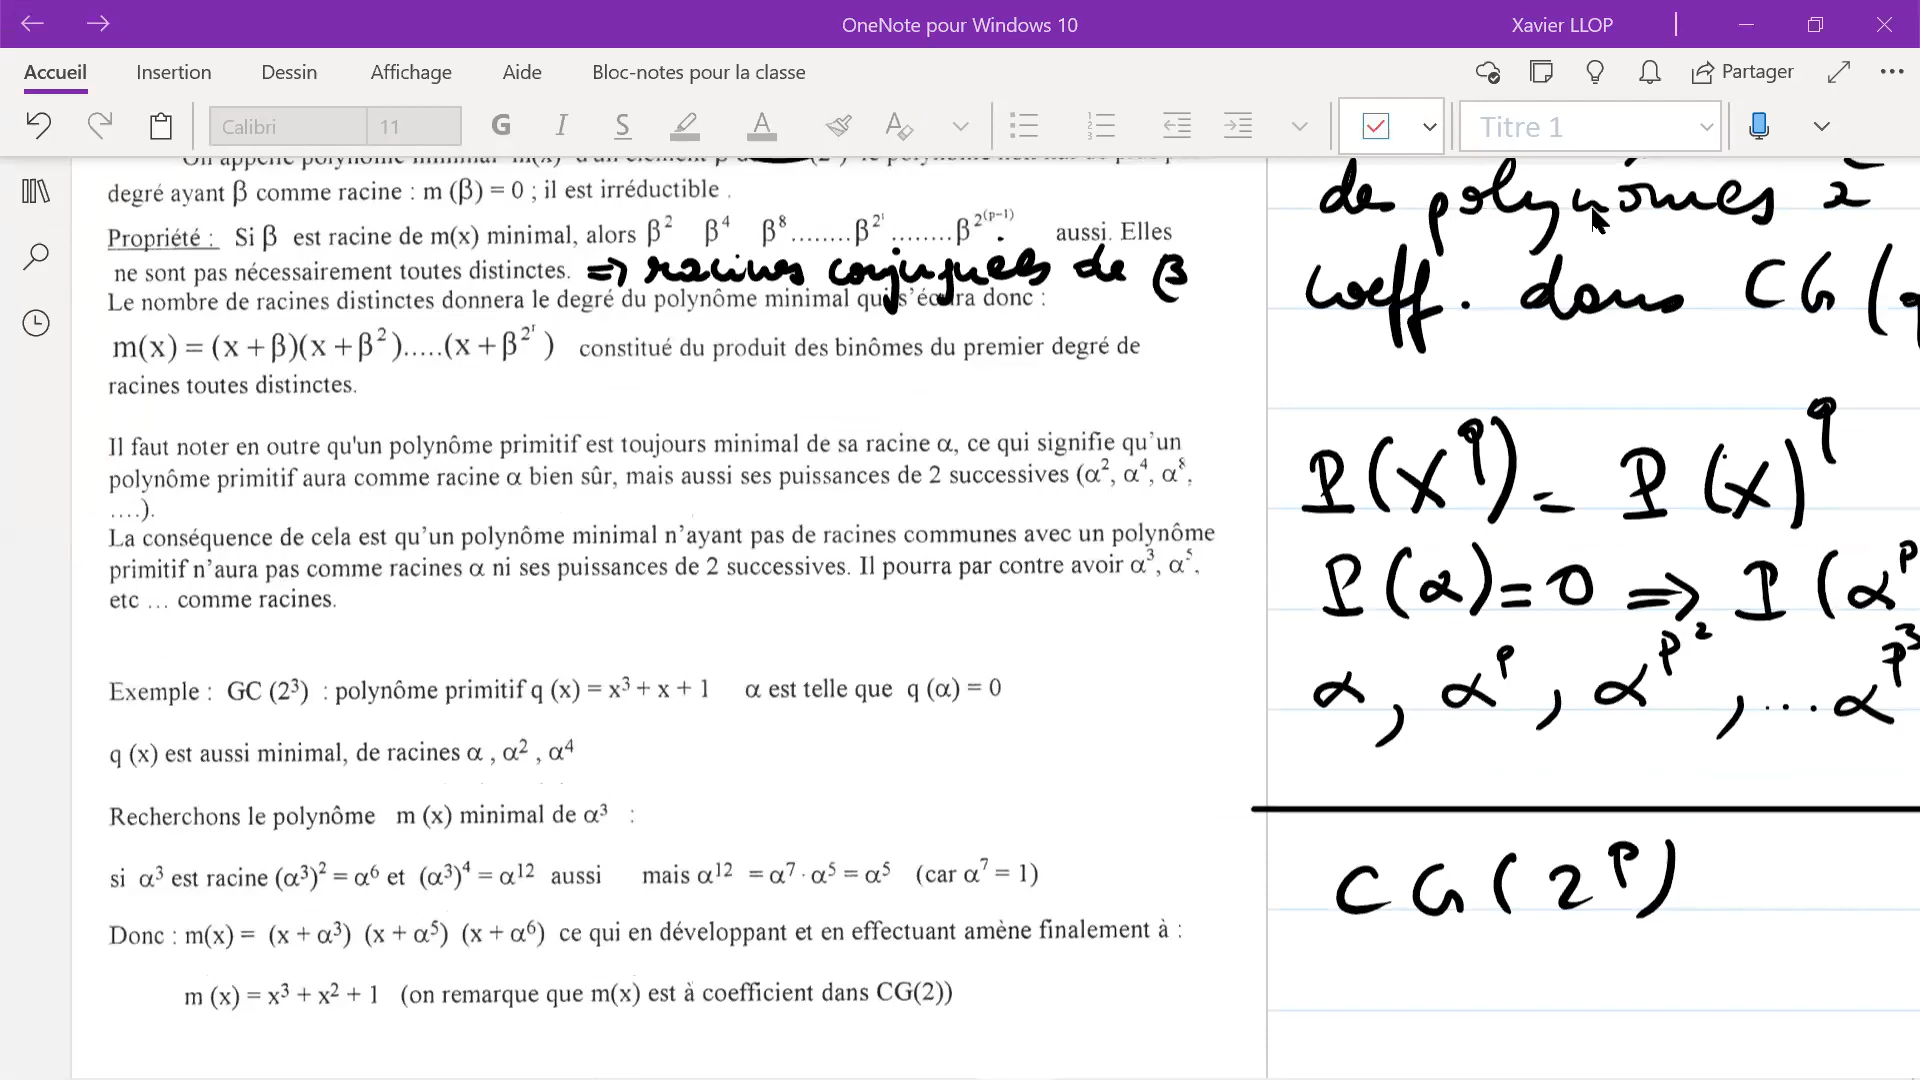 OneNote pour Windows 10
Xavier LLOP
Accueil Insertion Dessin Affichage Aide Bloc-notes pour la classe
Partager
Calibri 11 G I S A A Titre 1
On appelle polynôme minimal m(x) d'un élément β
degré ayant β comme racine : m (β) = 0 ; il est irréductible .
Propriété : Si β est racine de m(x) minimal, alors β² β⁴ β⁸ ........ β^2^i ........ β^2^(p-1) aussi. Elles
ne sont pas nécessairement toutes distinctes. => racines conjuguées de β
Le nombre de racines distinctes donnera le degré du polynôme minimal qui s'écrira donc :
m(x) = (x + β)(x + β²).....(x + β^2^r) constitué du produit des binômes du premier degré de
racines toutes distinctes.
Il faut noter en outre qu'un polynôme primitif est toujours minimal de sa racine α, ce qui signifie qu'un
polynôme primitif aura comme racine α bien sûr, mais aussi ses puissances de 2 successives (α², α⁴, α⁸,
....).
La conséquence de cela est qu'un polynôme minimal n'ayant pas de racines communes avec un polynôme
primitif n'aura pas comme racines α ni ses puissances de 2 successives. Il pourra par contre avoir α³, α⁵,
etc ... comme racines.
Exemple : GC (2³) : polynôme primitif q (x) = x³ + x + 1 α est telle que q (α) = 0
q (x) est aussi minimal, de racines α , α² , α⁴
Recherchons le polynôme m (x) minimal de α³ :
si α³ est racine (α³)² = α⁶ et (α³)⁴ = α¹² aussi mais α¹² = α⁷ · α⁵ = α⁵ (car α⁷ = 1)
Donc : m(x) = (x + α³) (x + α⁵) (x + α⁶) ce qui en développant et en effectuant amène finalement à :
m (x) = x³ + x² + 1 (on remarque que m(x) est à coefficient dans CG(2))
de polynômes à
coeff. dans CG (q
P(X^q) = P(X)^q
P(α) = 0 => P(α^p
α, α^p, α^p^2, ... α^p^3
CG(2^p)